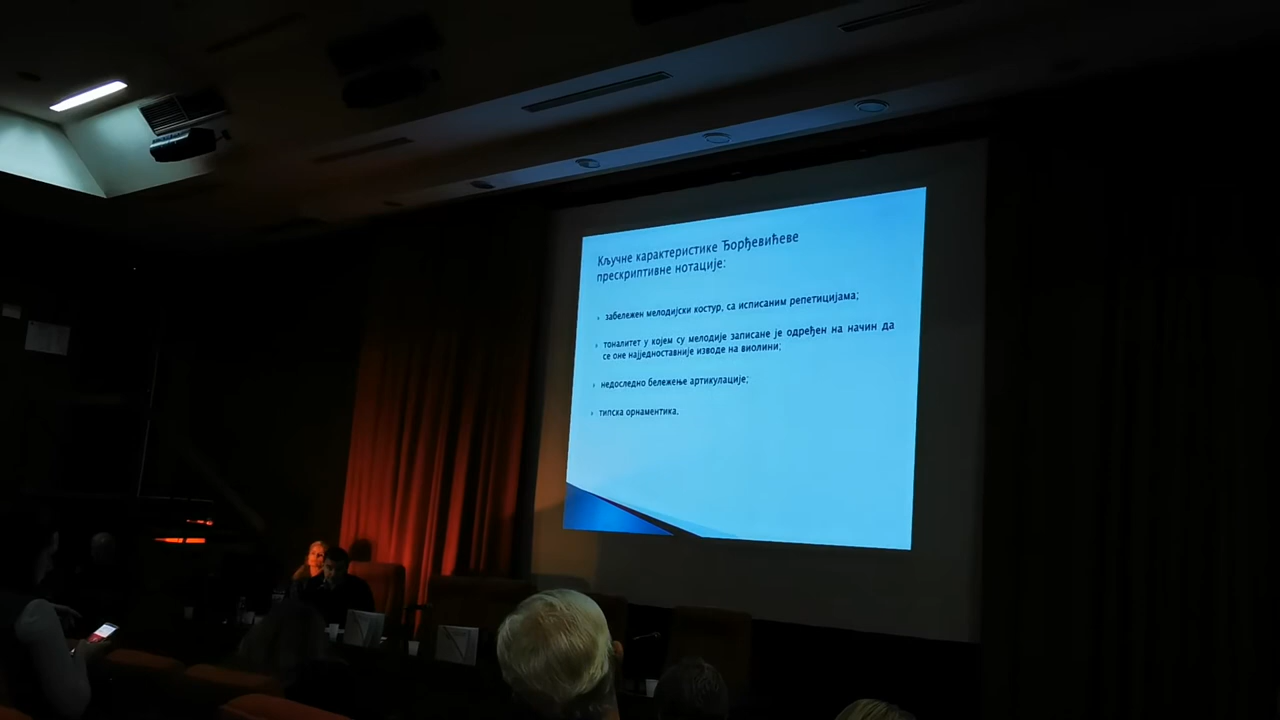 Кључне карактеристике Ђорђевићеве
прескриптивне нотације:
забележен мелодијски костур, са исписаним репетицијама;
тоналитет у којем су мелодије записане је одређен на начин да
се оне најједноставније изводе на виолини;
недоследно бележење артикулације;
типска орнаментика.